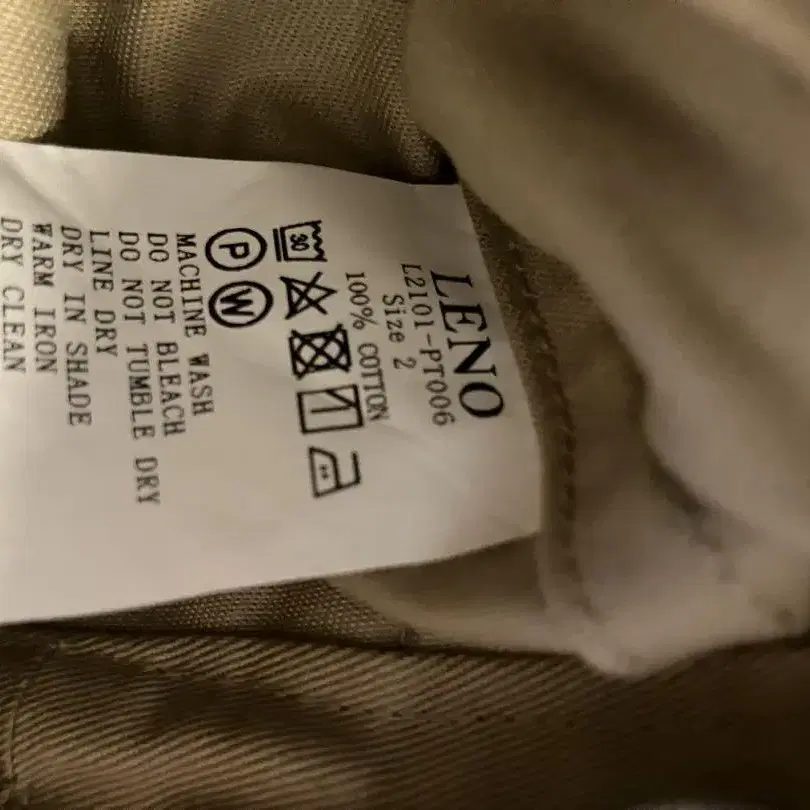 LENO
L2101-PT006
Size 2
100% COTTON
30
P W
MACHINE WASH
DO NOT BLEACH
DO NOT TUMBLE DRY
LINE DRY
DRY IN SHADE
WARM IRON
DRY CLEAN